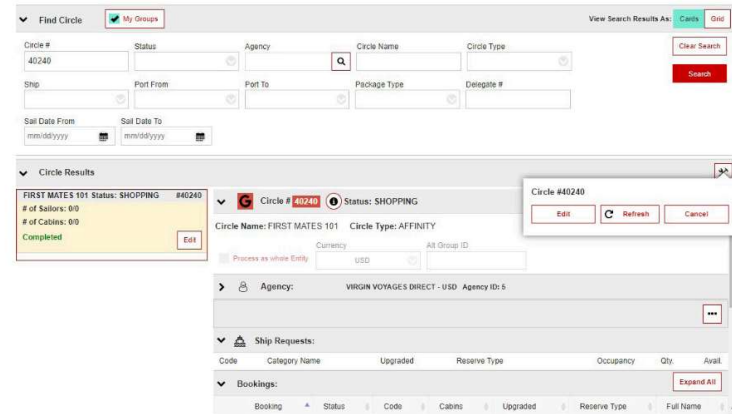 Find Circle My Groups View Search Results As: Cards Grid
Circle # Status Agency Circle Name Circle Type Clear Search
40240
Search
Ship Port From Port To Package Type Delegate #
Sail Date From Sail Date To
mm/dd/yyyy mm/dd/yyyy
Circle Results
FIRST MATES 101 Status: SHOPPING #40240
# of Sailors: 0/0
# of Cabins: 0/0
Completed Edit
G Circle # 40240 Status: SHOPPING
Circle #40240
Edit Refresh Cancel
Circle Name: FIRST MATES 101 Circle Type: AFFINITY
Currency Alt Group ID
Process as whole Entity USD
Agency: VIRGIN VOYAGES DIRECT - USD Agency ID: 5
Ship Requests:
Code Category Name Upgraded Reserve Type Occupancy Qty. Avail.
Bookings: Expand All
Booking Status Code Cabins Upgraded Reserve Type Full Name